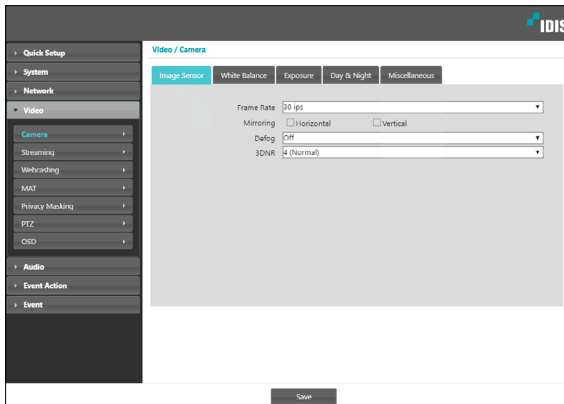 IDIS
Quick Setup
System
Network
Video
Camera
Streaming
Webcasting
MAT
Privacy Masking
PTZ
OSD
Audio
Event Action
Event
Video / Camera
Image Sensor White Balance Exposure Day & Night Miscellaneous
Frame Rate 30 ips
Mirroring Horizontal Vertical
Defog Off
3DNR 4 (Normal)
Save